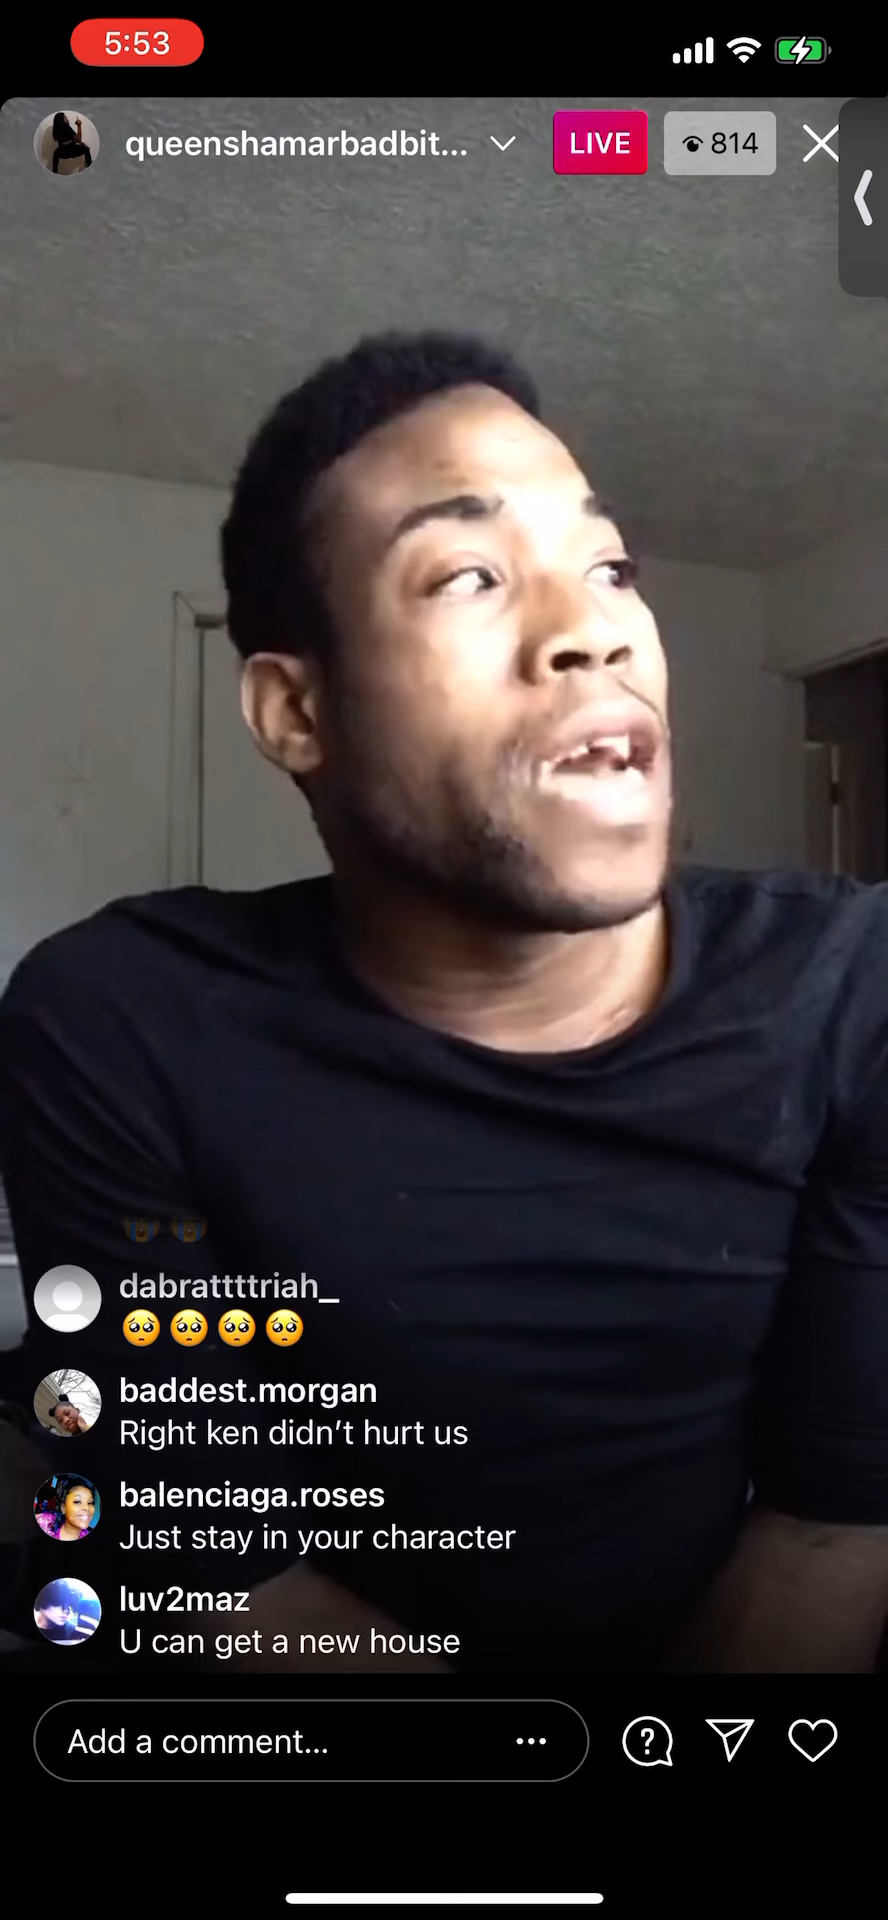 5:53
queenshamarbadbit...
LIVE
814
😭 😭
dabrattttriah_
🥺 🥺 🥺 🥺
baddest.morgan
Right ken didn’t hurt us
balenciaga.roses
Just stay in your character
luv2maz
U can get a new house
Add a comment...